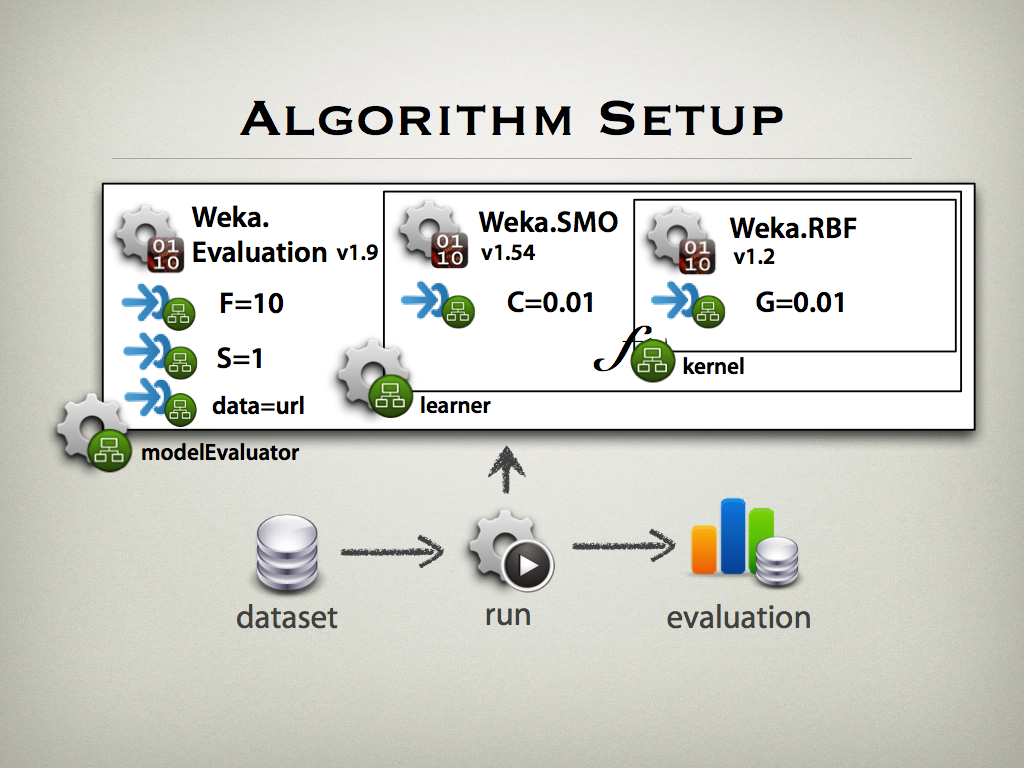 Algorithm Setup
Weka.
Evaluation v1.9
F=10
S=1
data=url
modelEvaluator
Weka.SMO
v1.54
C=0.01
learner
Weka.RBF
v1.2
G=0.01
kernel
01
10
01
10
01
10
f
dataset
run
evaluation